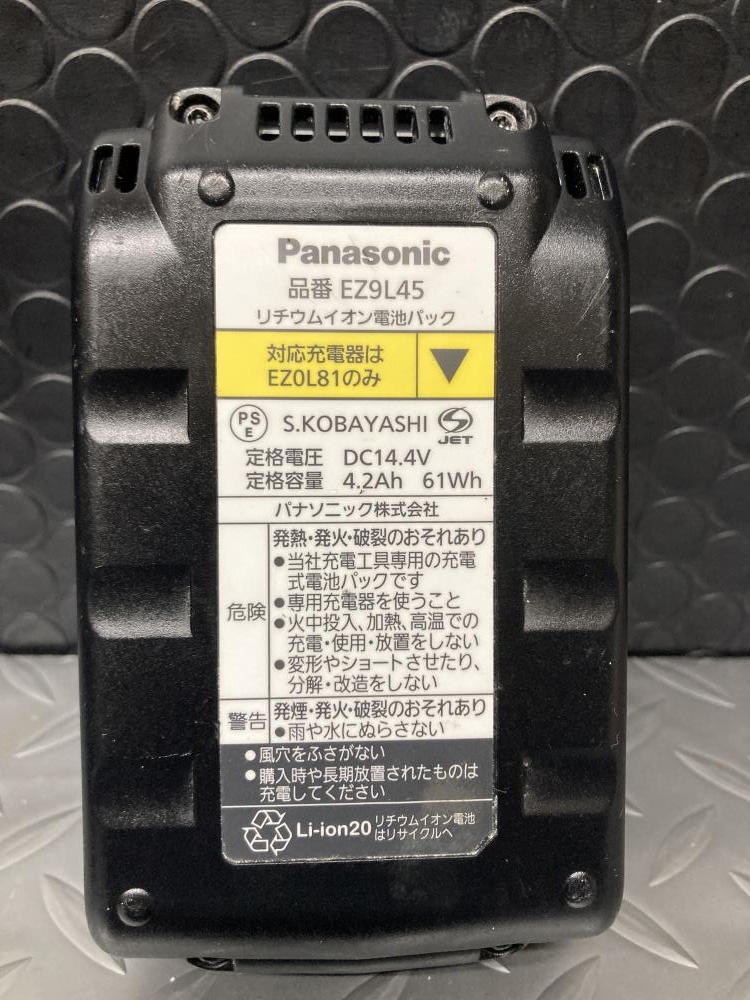 Panasonic
品番 EZ9L45
リチウムイオン電池パック
対応充電器は
EZ0L81のみ
PS
E
S.KOBAYASHI
JET
定格電圧 DC14.4V
定格容量 4.2Ah 61Wh
パナソニック株式会社
危険
発熱・発火・破裂のおそれあり
●当社充電工具専用の充電
式電池パックです
●専用充電器を使うこと
●火中投入、加熱、高温での
充電・使用・放置をしない
●変形やショートさせたり、
分解・改造をしない
警告
発煙・発火・破裂のおそれあり
●雨や水にぬらさない
●風穴をふさがない
●購入時や長期放置されたものは
充電してください
Li-ion20
リチウムイオン電池
はリサイクルへ